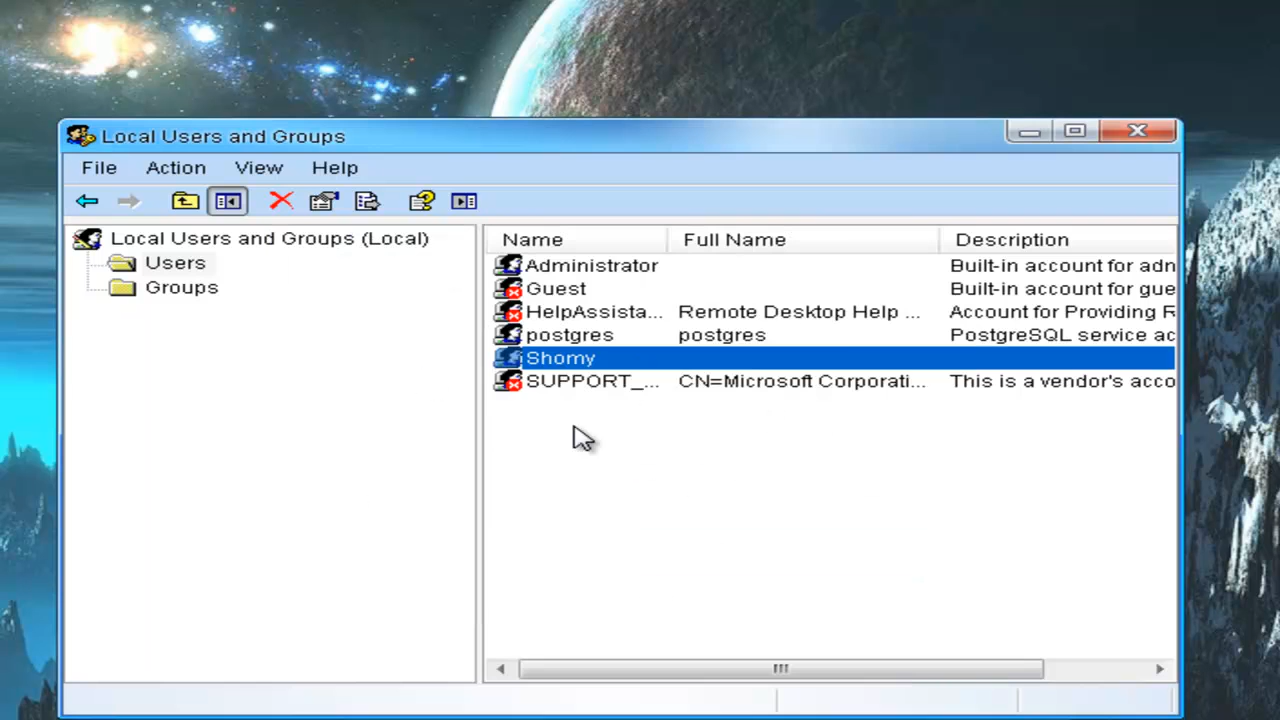 Local Users and Groups
File Action View Help
Local Users and Groups (Local)
Users
Groups
Name Full Name Description
Administrator Built-in account for adn
Guest Built-in account for gue
HelpAssista... Remote Desktop Help ... Account for Providing R
postgres postgres PostgreSQL service ac
Shomy
SUPPORT_... CN=Microsoft Corporati... This is a vendor's acco